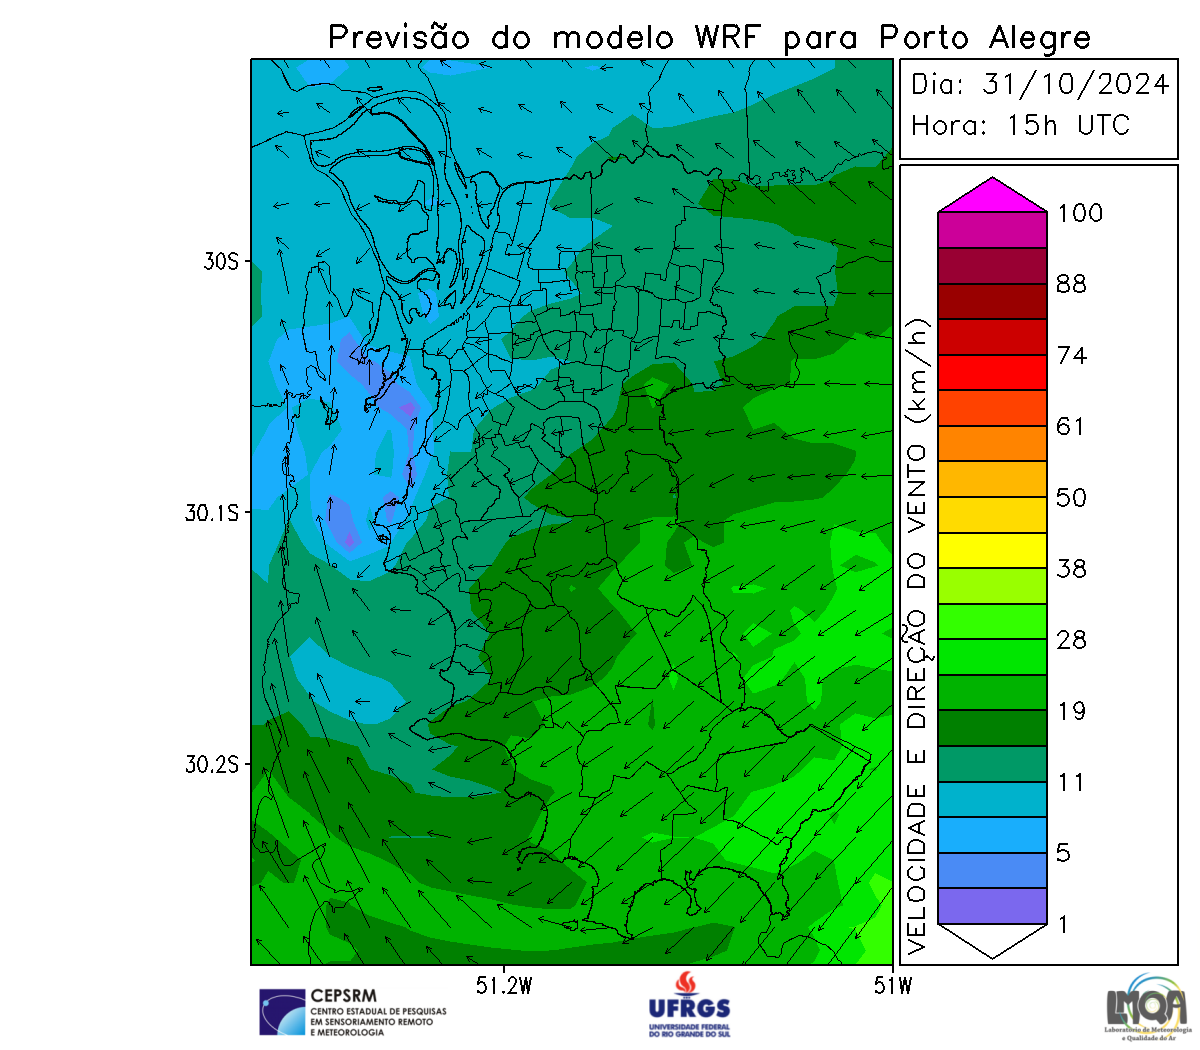 Previsão do modelo WRF para Porto Alegre
Dia: 31/10/2024
Hora: 15h UTC
30S
30.1S
30.2S
51.2W
51W
VELOCIDADE E DIREÇÃO DO VENTO (km/h)
100
88
74
61
50
38
28
19
11
5
1
CEPSRM
CENTRO ESTADUAL DE PESQUISAS
EM SENSORIAMENTO REMOTO
E METEOROLOGIA
UFRGS
UNIVERSIDADE FEDERAL
DO RIO GRANDE DO SUL
LMQA
Laboratório de Meteorologia
e Qualidade do Ar